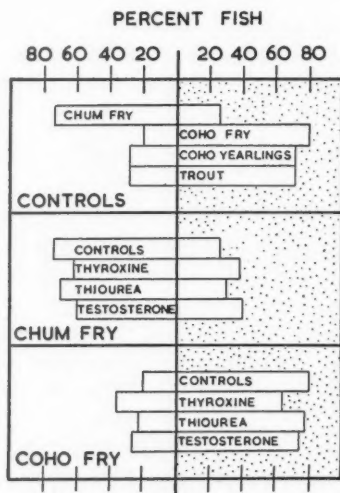 PERCENT FISH
80 60 40 20 20 40 60 80
CHUM FRY
COHO FRY
COHO YEARLINGS
TROUT
CONTROLS
CONTROLS
THYROXINE
THIOUREA
TESTOSTERONE
CHUM FRY
CONTROLS
THYROXINE
THIOUREA
TESTOSTERONE
COHO FRY